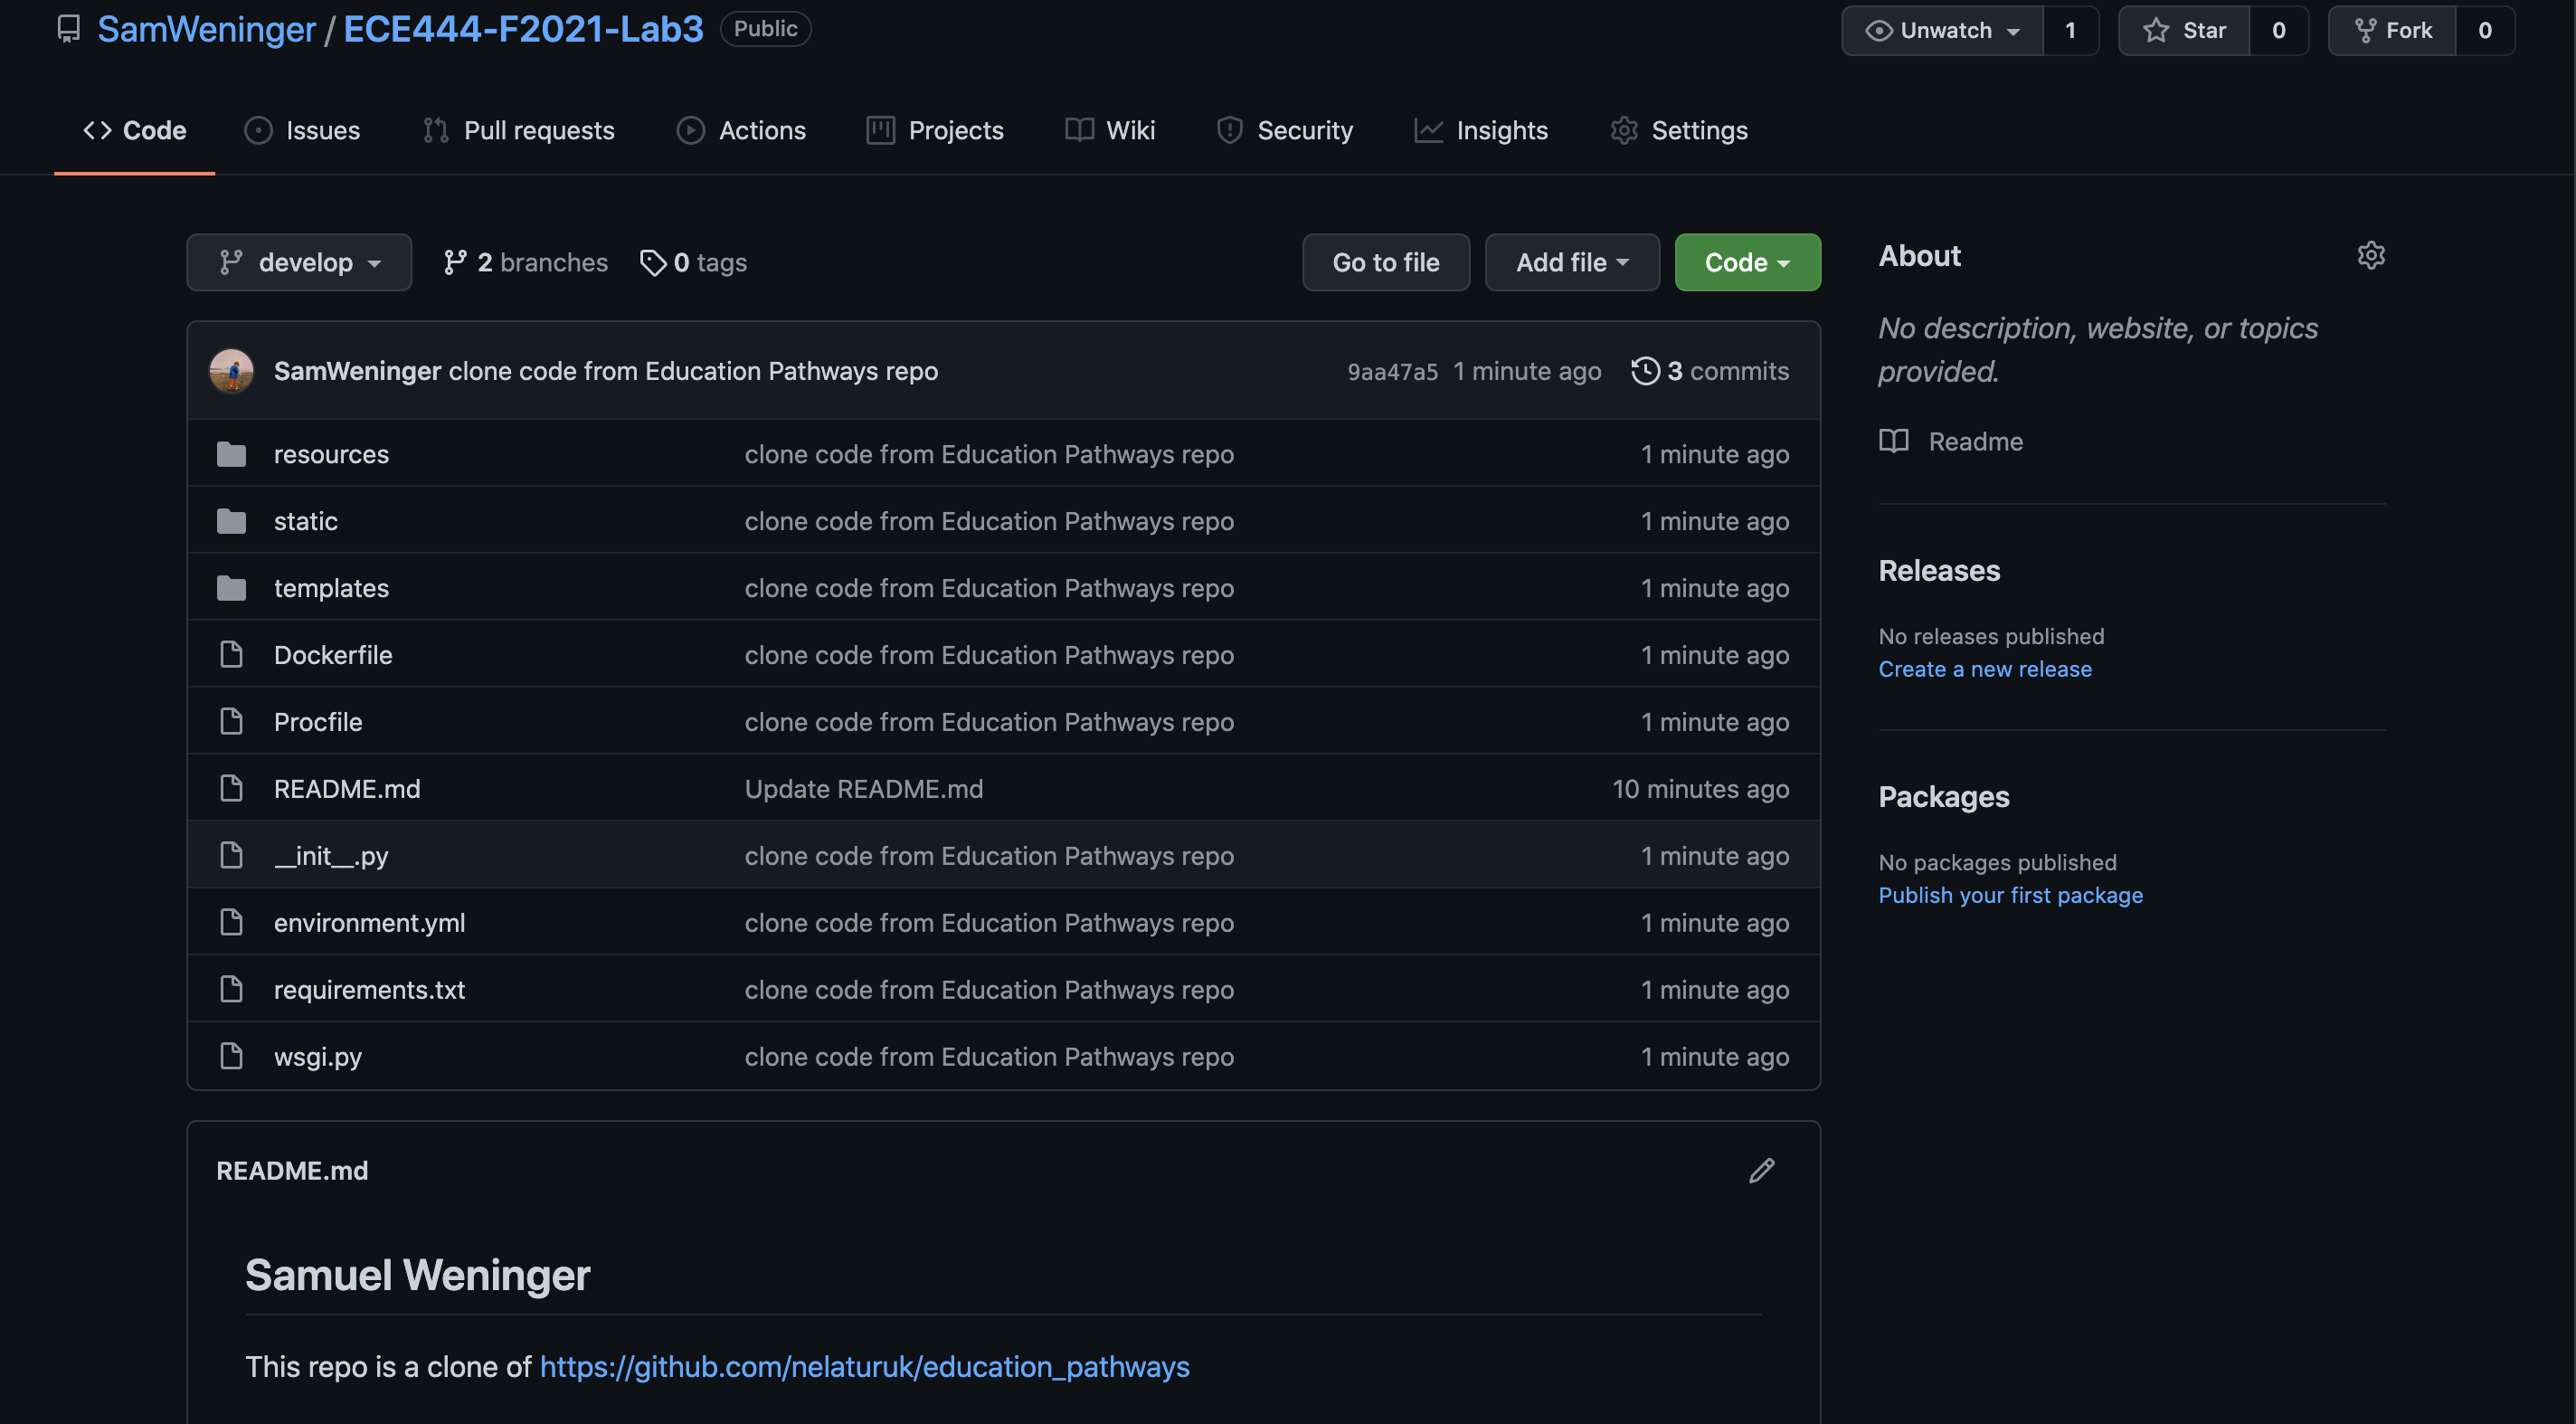 SamWeninger / ECE444-F2021-Lab3 Public Unwatch 1 Star 0 Fork 0
Code Issues Pull requests Actions Projects Wiki Security Insights Settings
develop 2 branches 0 tags Go to file Add file Code
SamWeninger clone code from Education Pathways repo 9aa47a5 1 minute ago 3 commits
resources clone code from Education Pathways repo 1 minute ago
static clone code from Education Pathways repo 1 minute ago
templates clone code from Education Pathways repo 1 minute ago
Dockerfile clone code from Education Pathways repo 1 minute ago
Procfile clone code from Education Pathways repo 1 minute ago
README.md Update README.md 10 minutes ago
__init__.py clone code from Education Pathways repo 1 minute ago
environment.yml clone code from Education Pathways repo 1 minute ago
requirements.txt clone code from Education Pathways repo 1 minute ago
wsgi.py clone code from Education Pathways repo 1 minute ago
README.md
Samuel Weninger
This repo is a clone of https://github.com/nelaturuk/education_pathways
About
No description, website, or topics
provided.
Readme
Releases
No releases published
Create a new release
Packages
No packages published
Publish your first package